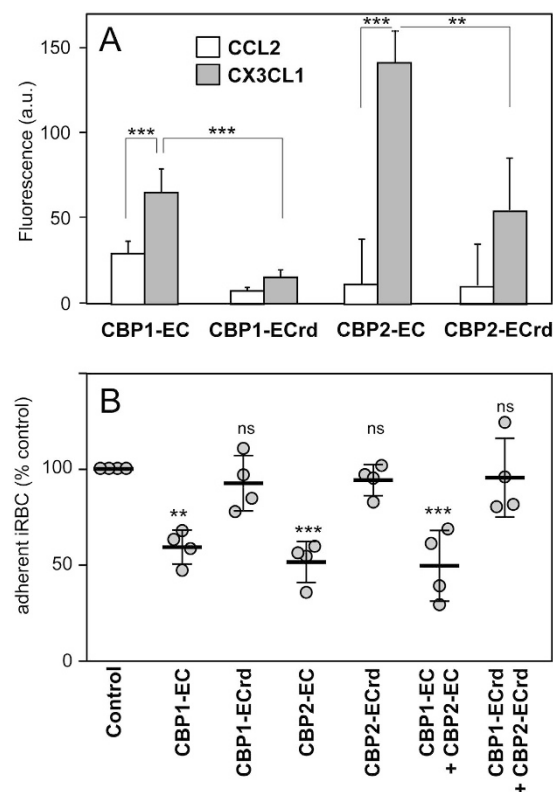 A
CCL2
CX3CL1
***
***
***
**
Fluorescence (a.u.)
150
100
50
0
CBP1-EC
CBP1-ECrd
CBP2-EC
CBP2-ECrd
B
adherent iRBC (% control)
100
50
0
**
ns
***
ns
***
ns
Control
CBP1-EC
CBP1-ECrd
CBP2-EC
CBP2-ECrd
CBP1-EC
+ CBP2-EC
CBP1-ECrd
+ CBP2-ECrd